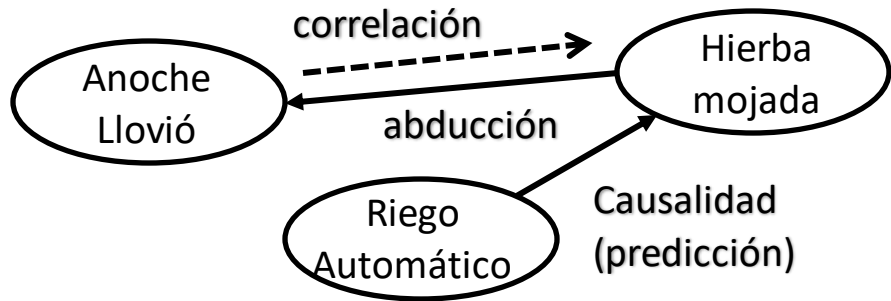 correlación
Anoche
Llovió
Hierba
mojada
abducción
Riego
Automático
Causalidad
(predicción)